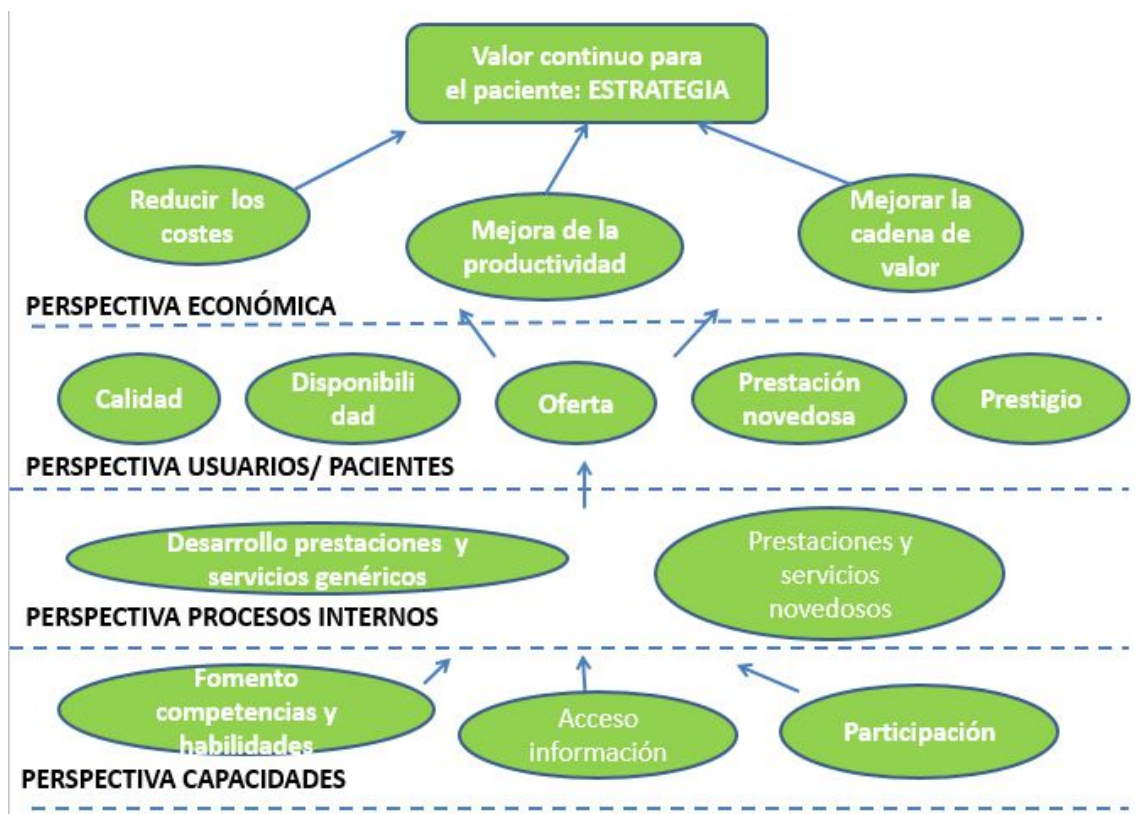 Valor continuo para
el paciente: ESTRATEGIA
Reducir los
costes
Mejora de la
productividad
Mejorar la
cadena de
valor
PERSPECTIVA ECONÓMICA
Calidad
Disponibili
dad
Oferta
Prestación
novedosa
Prestigio
PERSPECTIVA USUARIOS/ PACIENTES
Desarrollo prestaciones y
servicios genéricos
Prestaciones y
servicios
novedosos
PERSPECTIVA PROCESOS INTERNOS
Fomento
competencias y
habilidades
Acceso
información
Participación
PERSPECTIVA CAPACIDADES